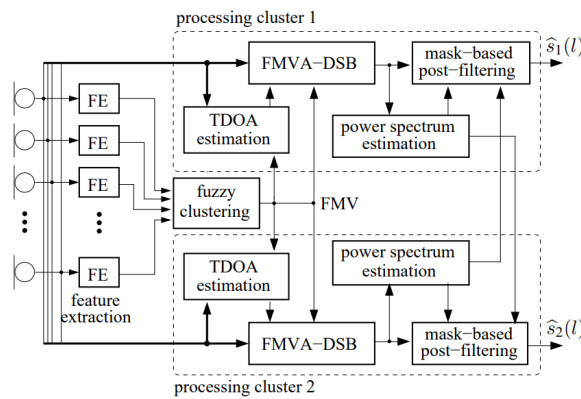 processing cluster 1
FMVA−DSB
mask−based
post−filtering
ŝ₁(l)
FE
TDOA
estimation
power spectrum
estimation
FE
FE
fuzzy
clustering
FMV
FE
feature
extraction
TDOA
estimation
power spectrum
estimation
FMVA−DSB
mask−based
post−filtering
ŝ₂(l)
processing cluster 2